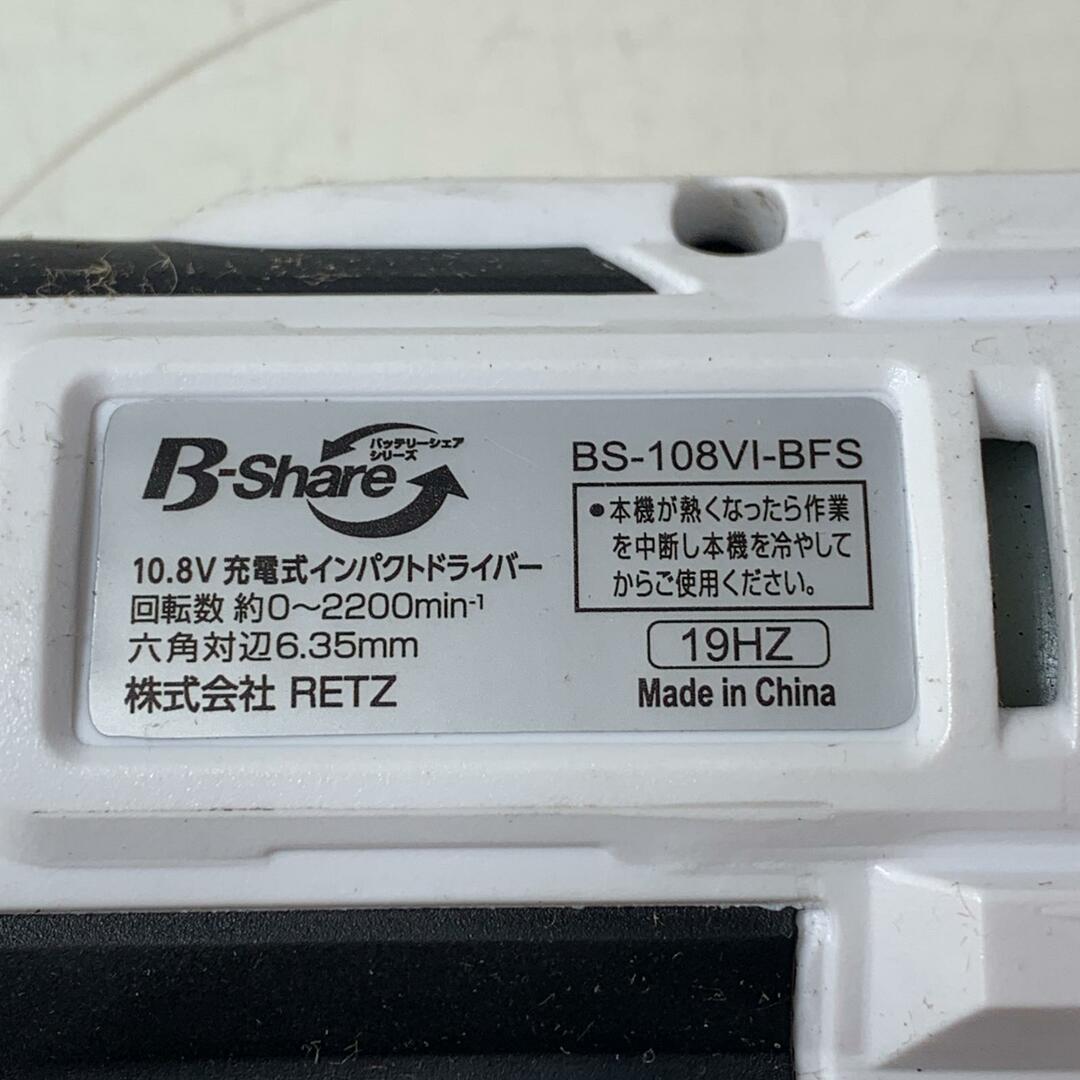 B-Share
バッテリーシェア
シリーズ
10.8V 充電式インパクトドライバー
回転数 約0〜2200min-1
六角対辺6.35mm
株式会社 RETZ
BS-108VI-BFS
●本機が熱くなったら作業
を中断し本機を冷やして
からご使用ください。
19HZ
Made in China